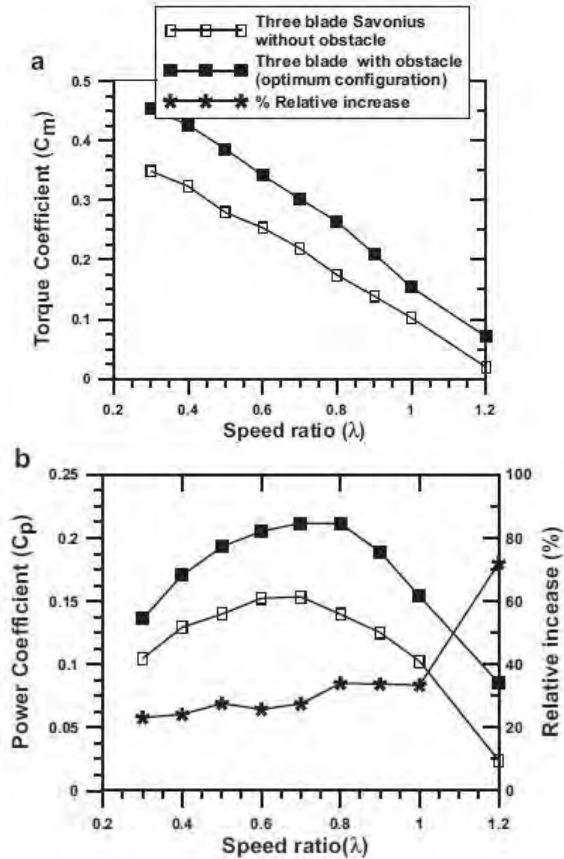 Three blade Savonius
without obstacle
Three blade with obstacle
(optimum configuration)
% Relative increase
a
0.5
0.4
0.3
0.2
0.1
0
Torque Coefficient (Cm)
0.2 0.4 0.6 0.8 1 1.2
Speed ratio (λ)
b
0.25
0.2
0.15
0.1
0.05
0
Power Coefficient (Cp)
100
80
60
40
20
0
Relative increase (%)
0.2 0.4 0.6 0.8 1 1.2
Speed ratio(λ)